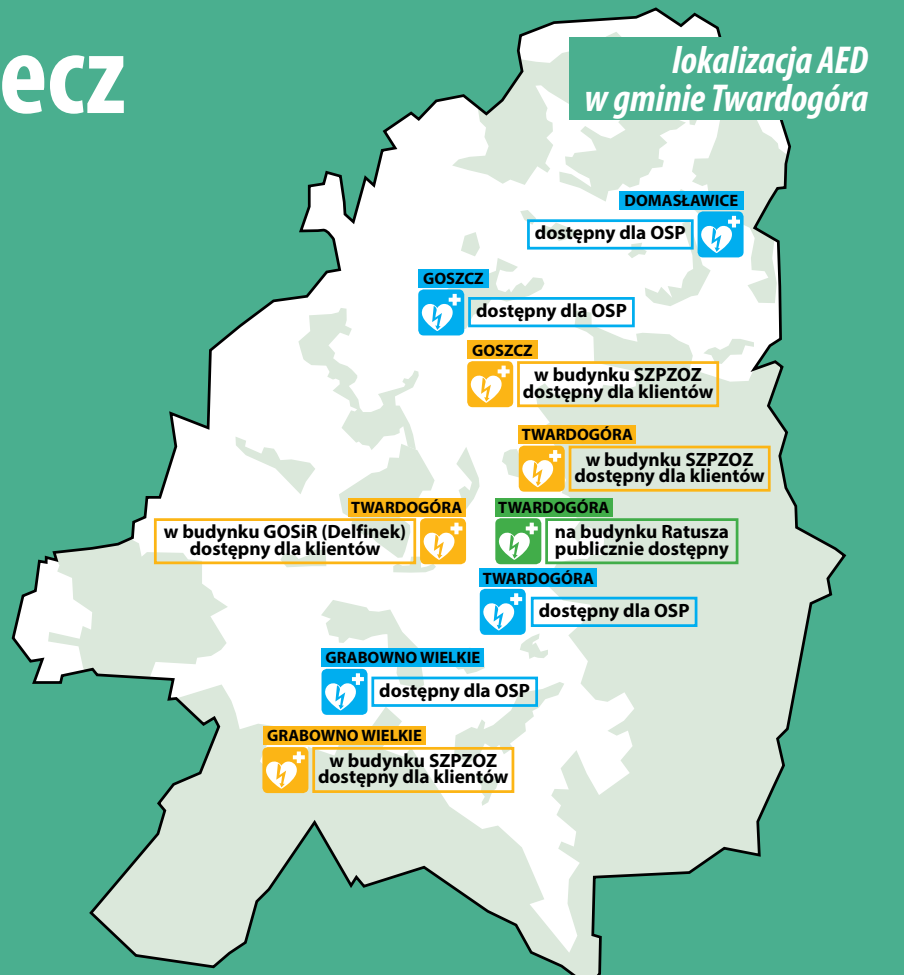 ecz
lokalizacja AED
w gminie Twardogóra
DOMASŁAWICE
dostępny dla OSP
GOSZCZ
dostępny dla OSP
GOSZCZ
w budynku SZPZOZ
dostępny dla klientów
TWARDOGÓRA
w budynku SZPZOZ
dostępny dla klientów
TWARDOGÓRA
w budynku GOSiR (Delfinek)
dostępny dla klientów
TWARDOGÓRA
na budynku Ratusza
publicznie dostępny
TWARDOGÓRA
dostępny dla OSP
GRABOWNO WIELKIE
dostępny dla OSP
GRABOWNO WIELKIE
w budynku SZPZOZ
dostępny dla klientów